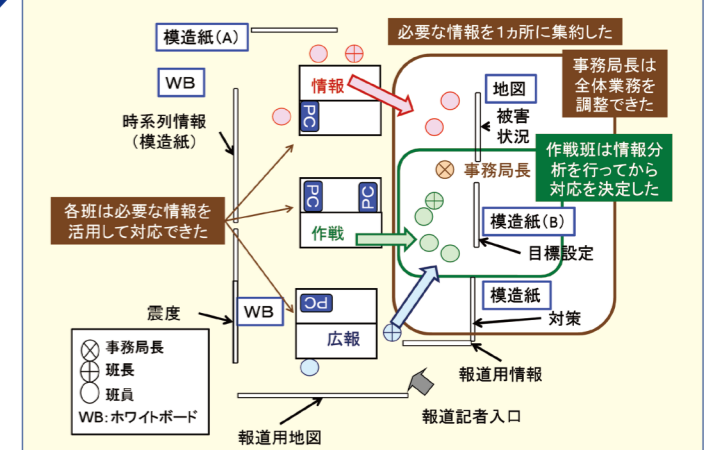 模造紙(A)
必要な情報を1ヵ所に集約した
事務局長は
全体業務を
調整できた
WB
情報
PC
地図
被害
状況
時系列情報
(模造紙)
作戦班は情報分
析を行ってから
対応を決定した
事務局長
各班は必要な情報を
活用して対応できた
PC
PC
作戦
模造紙(B)
目標設定
震度
WB
PC
広報
模造紙
対策
事務局長
班長
班員
WB:ホワイトボード
報道用情報
報道記者入口
報道用地図